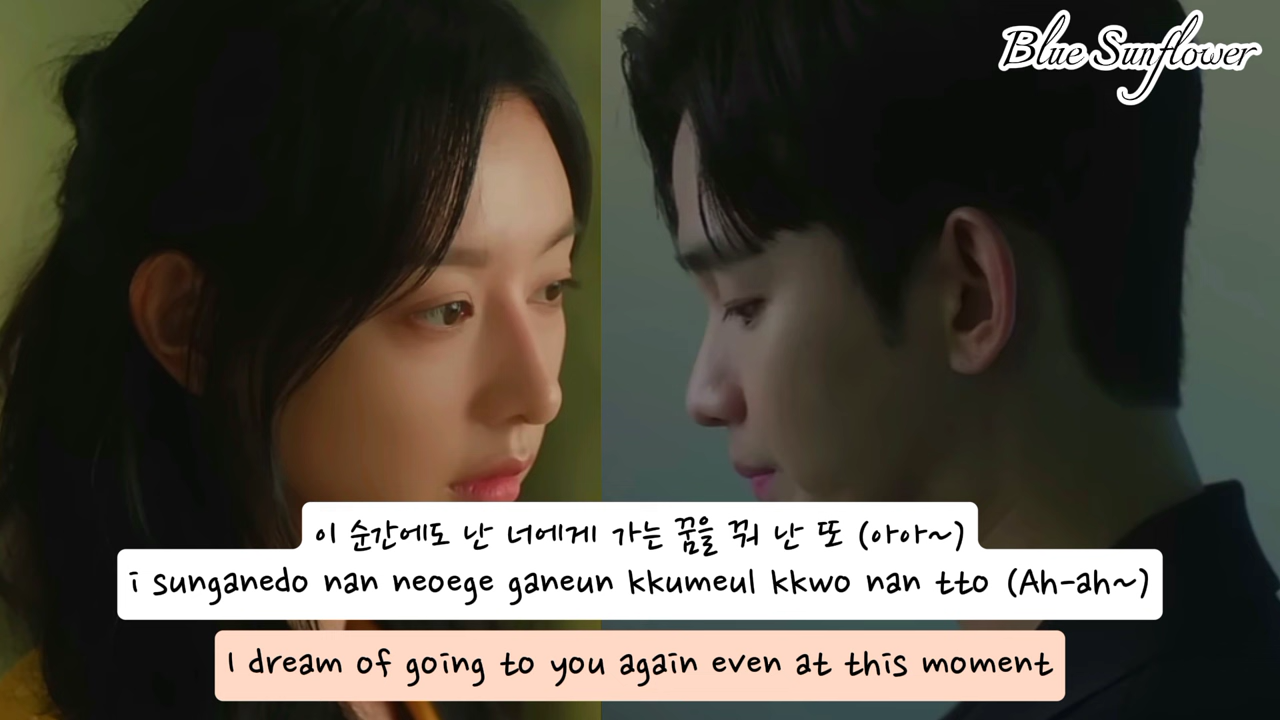 Blue Sunflower
이 순간에도 난 너에게 가는 꿈을 꿔 난 또 (아아~)
i sunganedo nan neoege ganeun kkumeul kkwo nan tto (Ah-ah~)
I dream of going to you again even at this moment